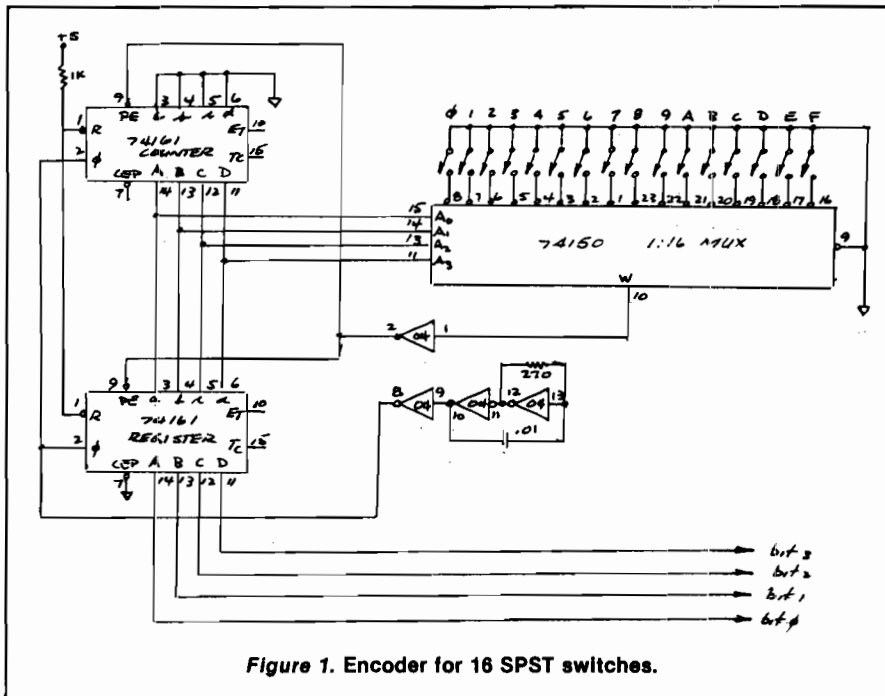 +5
1K
9 3 4 5 6
PE a b c d
1 R ET 10
74161
2 φ COUNTER TC 15
CEP A B C D
7 14 13 12 11
φ 1 2 3 4 5 6 7 8 9 A B C D E F
8 7 6 5 4 3 2 1 23 22 21 20 19 18 17 16
15 A0
14 A1
13 A2
11 A3
74150 1:16 MUX
9
W
10
2 04 1
9 3 4 5 6
PE a b c d
1 R ET 10
74161
2 φ REGISTER TC 15
CEP A B C D
7 14 13 12 11
270
8 04 9 10 04 11 12 04 13
.01
bit 3
bit 2
bit 1
bit φ
Figure 1. Encoder for 16 SPST switches.